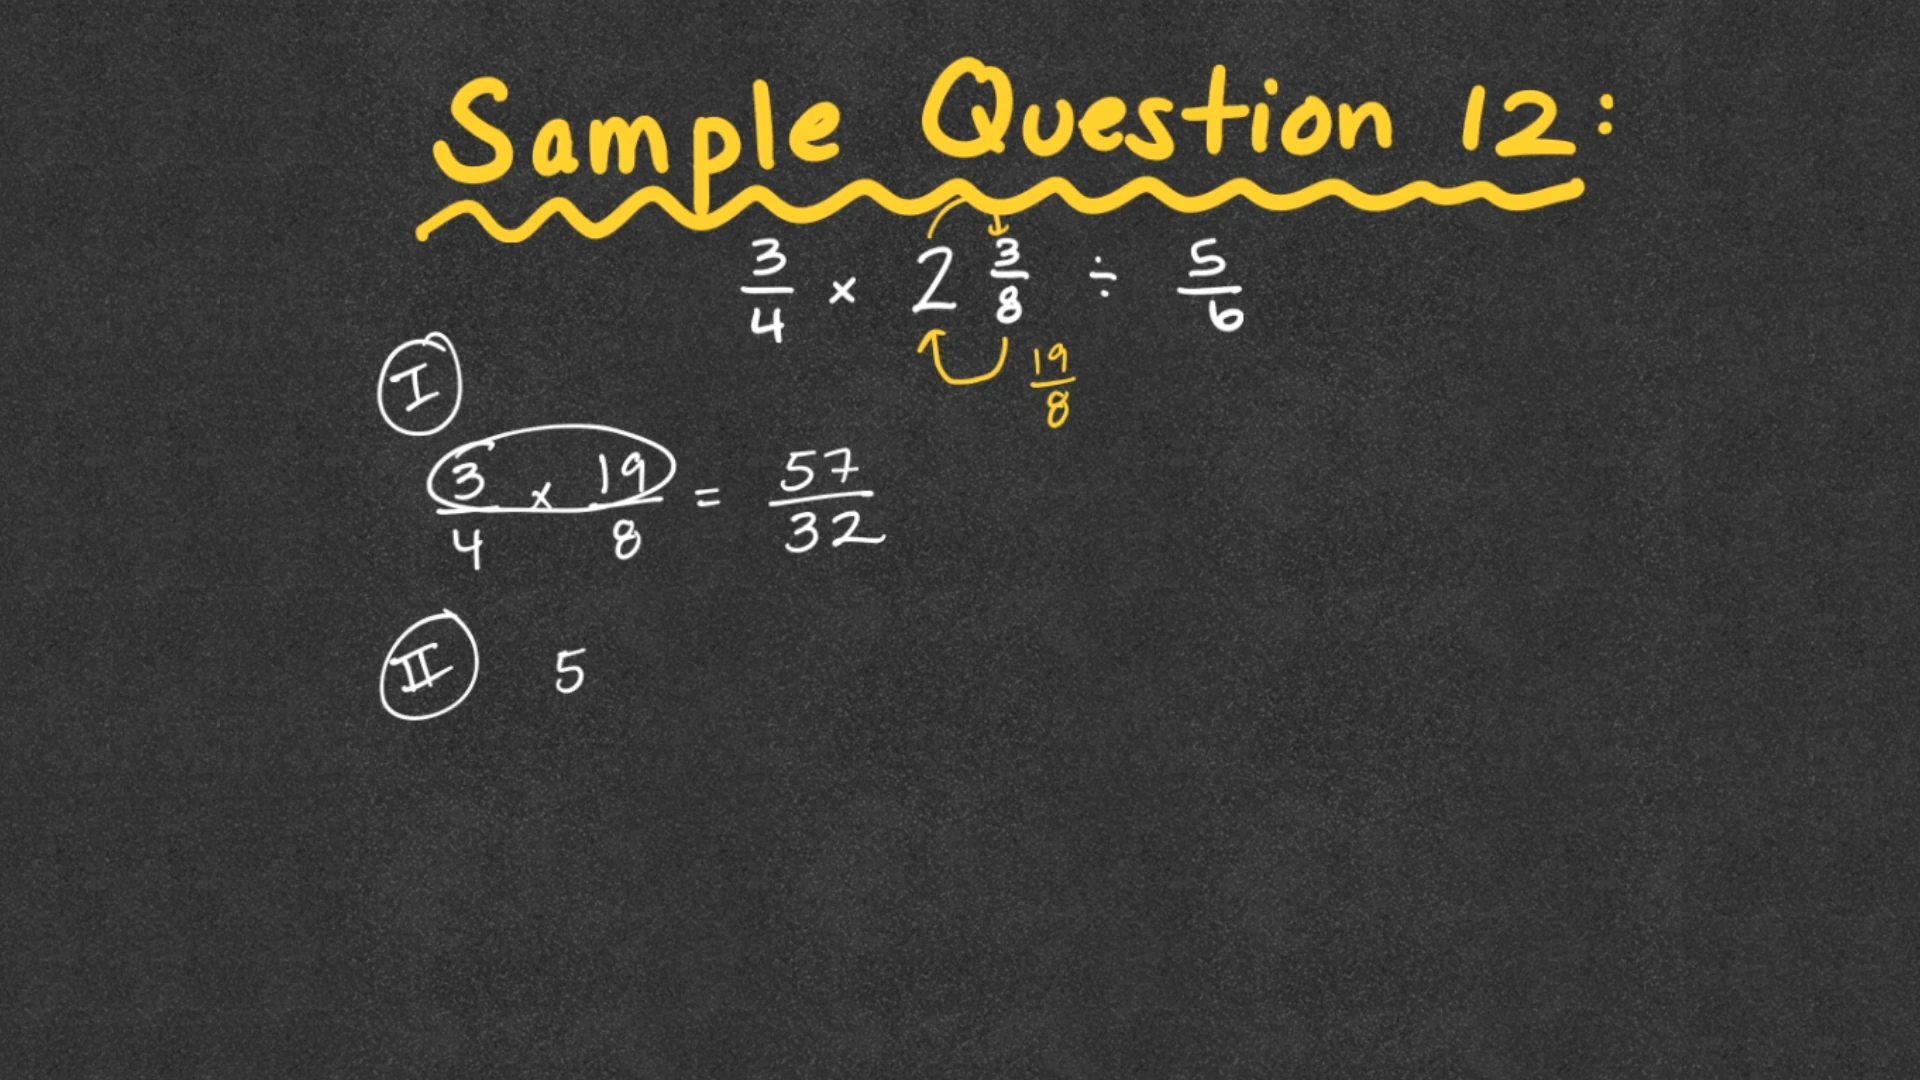 Sample Question 12:
3/4 × 2 3/8 ÷ 5/6
19/8
I
3/4 × 19/8 = 57/32
II 5